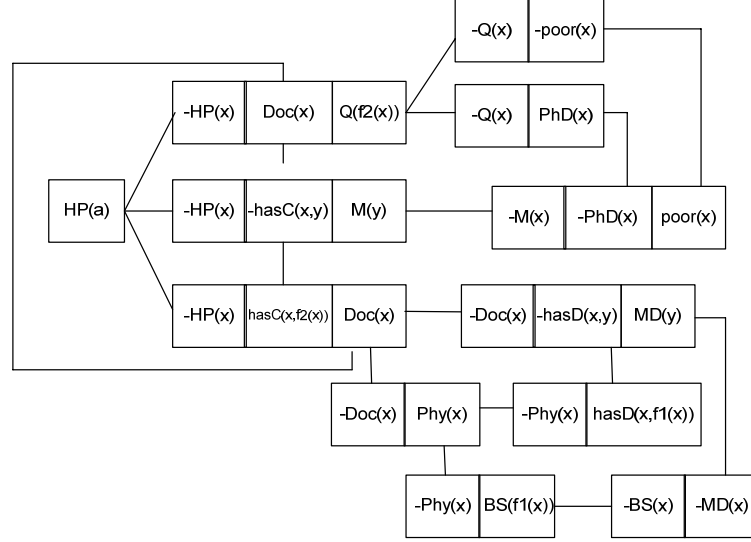 -Q(x) -poor(x)
-HP(x) Doc(x) Q(f2(x)) -Q(x) PhD(x)
HP(a) -HP(x) -hasC(x,y) M(y) -M(x) -PhD(x) poor(x)
-HP(x) hasC(x,f2(x)) Doc(x) -Doc(x) -hasD(x,y) MD(y)
-Doc(x) Phy(x) -Phy(x) hasD(x,f1(x))
-Phy(x) BS(f1(x)) -BS(x) -MD(x)